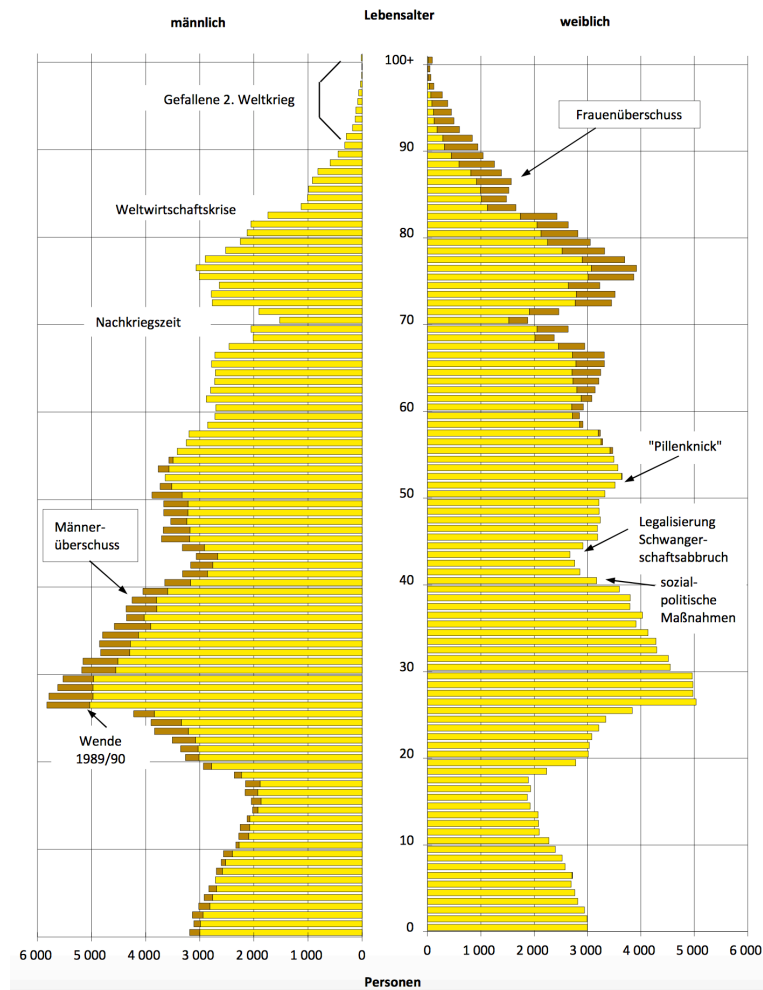 Lebensalter
männlich
weiblich
100+
Gefallene 2. Weltkrieg
Frauenüberschuss
90
Weltwirtschaftskrise
80
Nachkriegszeit
70
60
"Pillenknick"
50
Männer-
überschuss
Legalisierung
Schwanger-
schaftsabbruch
40
sozial-
politische
Maßnahmen
30
Wende
1989/90
20
10
0
6 000 5 000 4 000 3 000 2 000 1 000 0
0 1 000 2 000 3 000 4 000 5 000 6 000
Personen